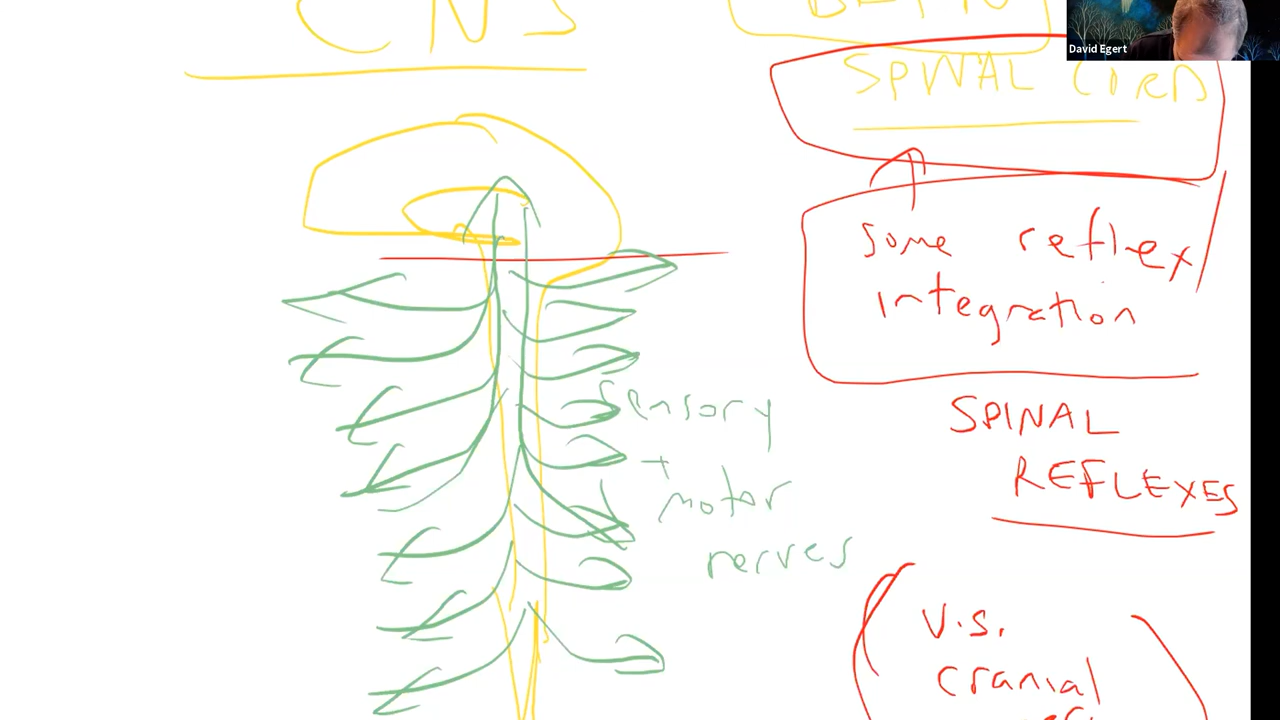 CNS
David Egert
SPINAL CORD
some reflex
integration
sensory
+
motor
nerves
SPINAL
REFLEXES
v.s.
cranial